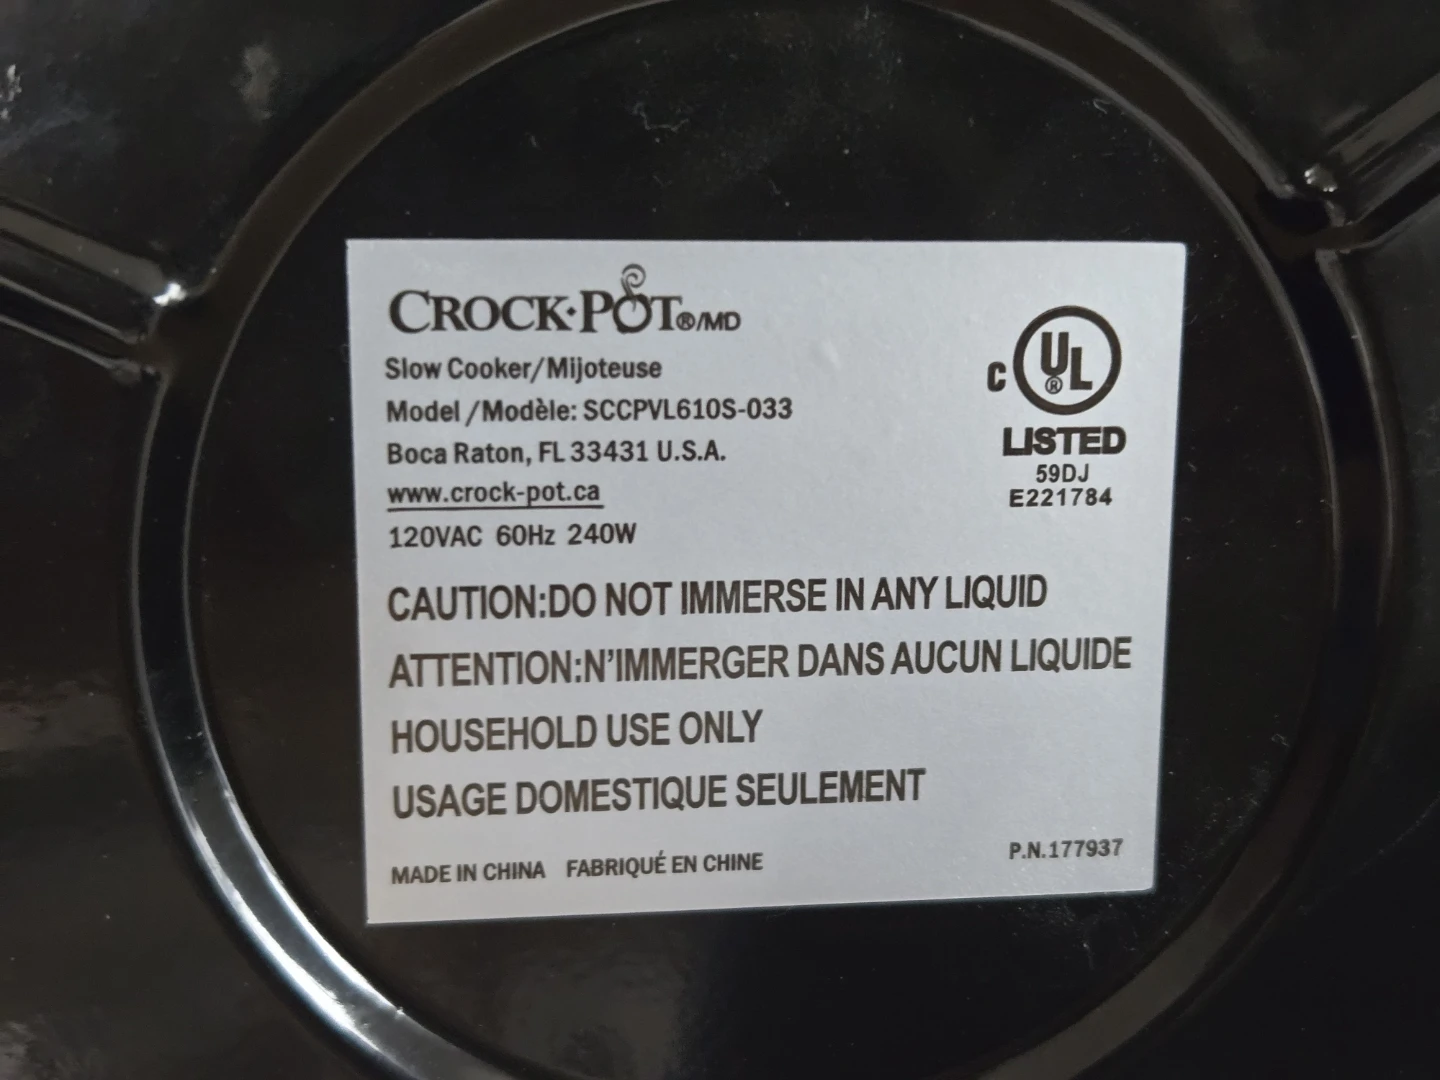 CROCK·POT®/MD
Slow Cooker/Mijoteuse
Model /Modèle: SCCPVL610S-033
Boca Raton, FL 33431 U.S.A.
www.crock-pot.ca
120VAC 60Hz 240W
C UL ®
LISTED
59DJ
E221784
CAUTION:DO NOT IMMERSE IN ANY LIQUID
ATTENTION:N'IMMERGER DANS AUCUN LIQUIDE
HOUSEHOLD USE ONLY
USAGE DOMESTIQUE SEULEMENT
MADE IN CHINA FABRIQUÉ EN CHINE
P.N.177937